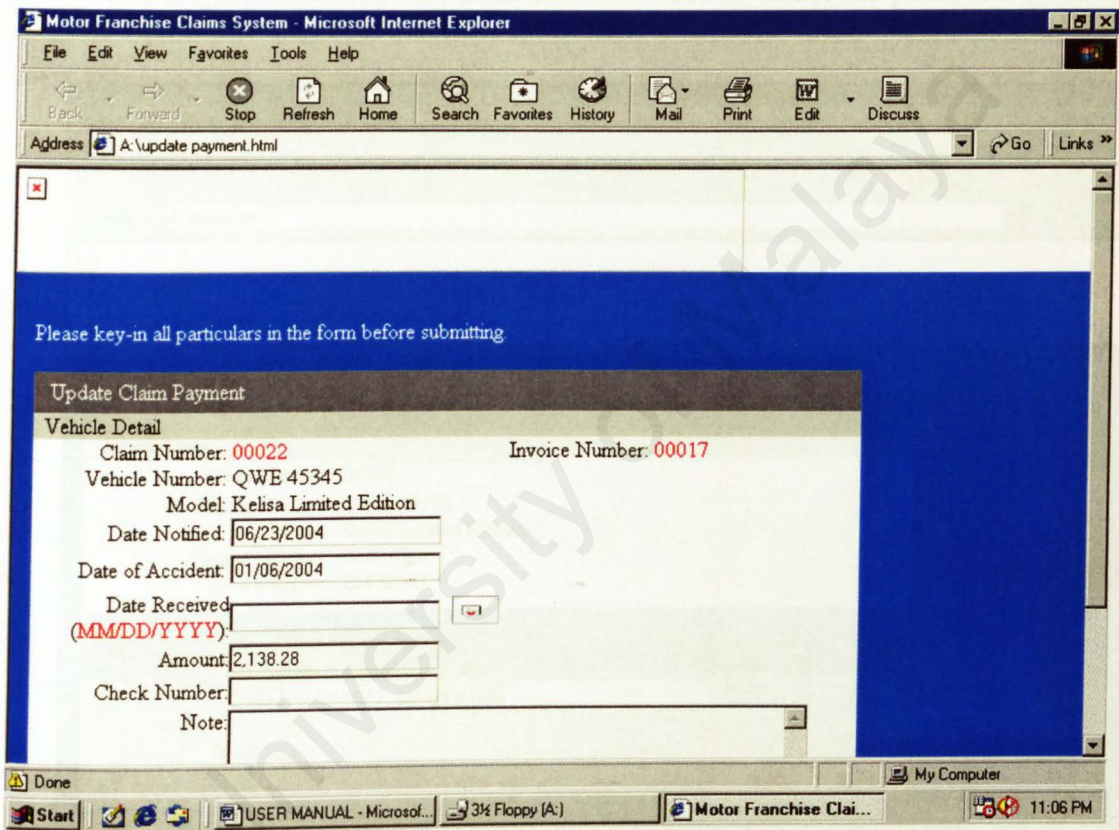 Motor Franchise Claims System - Microsoft Internet Explorer
File Edit View Favorites Tools Help
Back Forward Stop Refresh Home Search Favorites History Mail Print Edit Discuss
Address A:\update payment.html Go Links »
Please key-in all particulars in the form before submitting.
Update Claim Payment
Vehicle Detail
Claim Number: 00022 Invoice Number: 00017
Vehicle Number: QWE 45345
Model: Kelisa Limited Edition
Date Notified: 06/23/2004
Date of Accident: 01/06/2004
Date Received
(MM/DD/YYYY):
Amount: 2,138.28
Check Number:
Note:
Done My Computer
Start USER MANUAL - Microsof... 3½ Floppy (A:) Motor Franchise Clai... 11:06 PM
University of Malaya